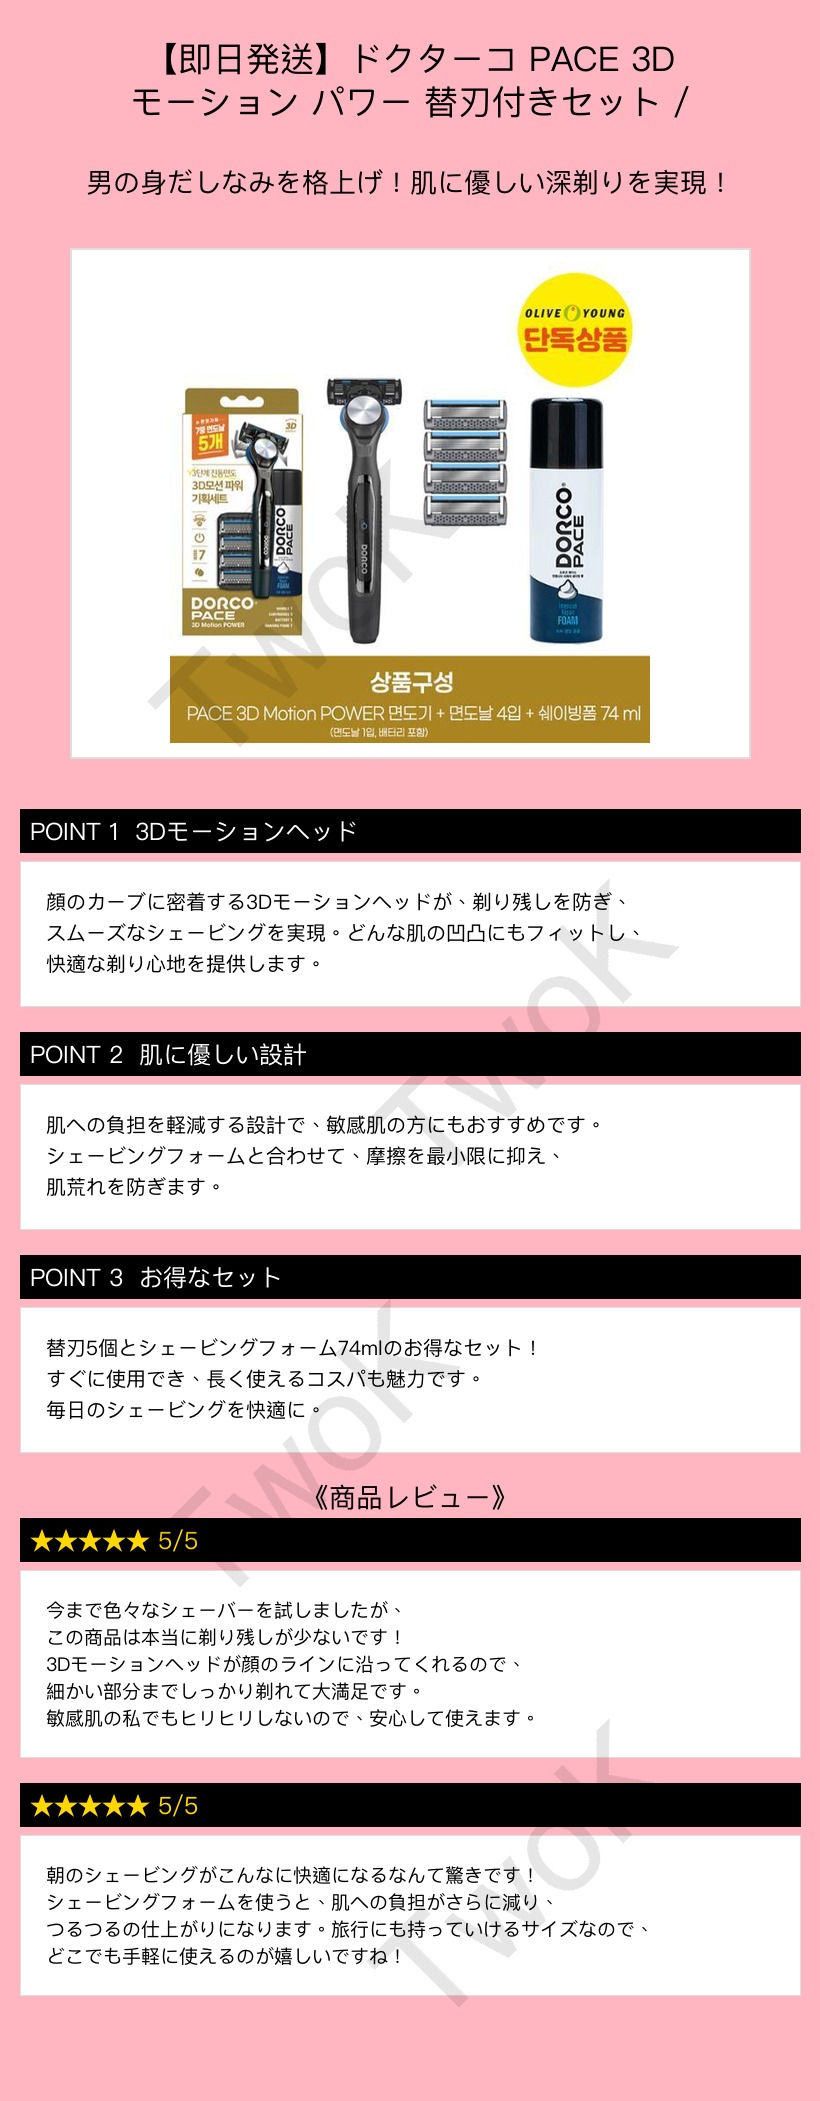 【即日発送】ドクターコ PACE 3D
モーション パワー 替刃付きセット /
男の身だしなみを格上げ！肌に優しい深剃りを実現！
OLIVE YOUNG
단독상품
7중 면도날
5개
3D
3단계 진동면도
3D모션 파워
기획세트
7
DORCO
PACE
DORCO
PACE
3D Motion POWER
DORCO
DORCO
PACE
FOAM
상품구성
PACE 3D Motion POWER 면도기 + 면도날 4입 + 쉐이빙폼 74 ml
(면도날 1입, 배터리 포함)
TwoK
POINT 1 3Dモーションヘッド
顔のカーブに密着する3Dモーションヘッドが、剃り残しを防ぎ、
スムーズなシェービングを実現。どんな肌の凹凸にもフィットし、
快適な剃り心地を提供します。
TwoK
POINT 2 肌に優しい設計
肌への負担を軽減する設計で、敏感肌の方にもおすすめです。
シェービングフォームと合わせて、摩擦を最小限に抑え、
肌荒れを防ぎます。
POINT 3 お得なセット
替刃5個とシェービングフォーム74mlのお得なセット！
すぐに使用でき、長く使えるコスパも魅力です。
毎日のシェービングを快適に。
TwoK
《商品レビュー》
★★★★★ 5/5
今まで色々なシェーバーを試しましたが、
この商品は本当に剃り残しが少ないです！
3Dモーションヘッドが顔のラインに沿ってくれるので、
細かい部分までしっかり剃れて大満足です。
敏感肌の私でもヒリヒリしないので、安心して使えます。
★★★★★ 5/5
朝のシェービングがこんなに快適になるなんて驚きです！
シェービングフォームを使うと、肌への負担がさらに減り、
つるつるの仕上がりになります。旅行にも持っていけるサイズなので、
どこでも手軽に使えるのが嬉しいですね！
TwoK